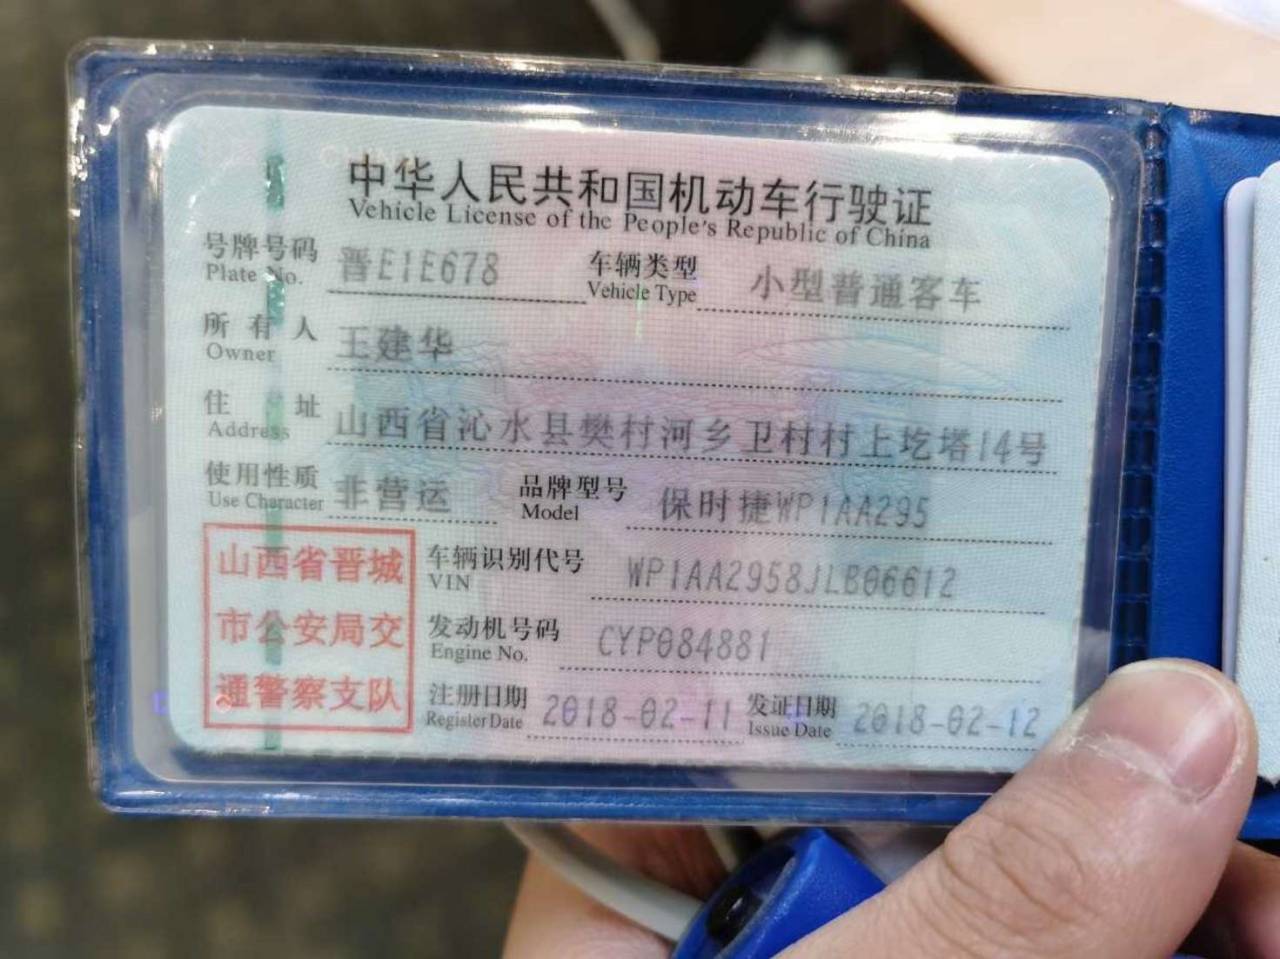 中华人民共和国机动车行驶证
Vehicle License of the People's Republic of China
号牌号码 晋E1E678 车辆类型 小型普通客车
Plate No. Vehicle Type
所有人 王建华
Owner
住址 山西省沁水县樊村河乡卫村村上圪塔14号
Address
使用性质 非营运 品牌型号 保时捷WP1AA295
Use Character Model
山西省晋城
市公安局交
通警察支队
车辆识别代号 WP1AA2958JLB06612
VIN
发动机号码 CYP084881
Engine No.
注册日期 2018-02-11 发证日期 2018-02-12
Register Date Issue Date